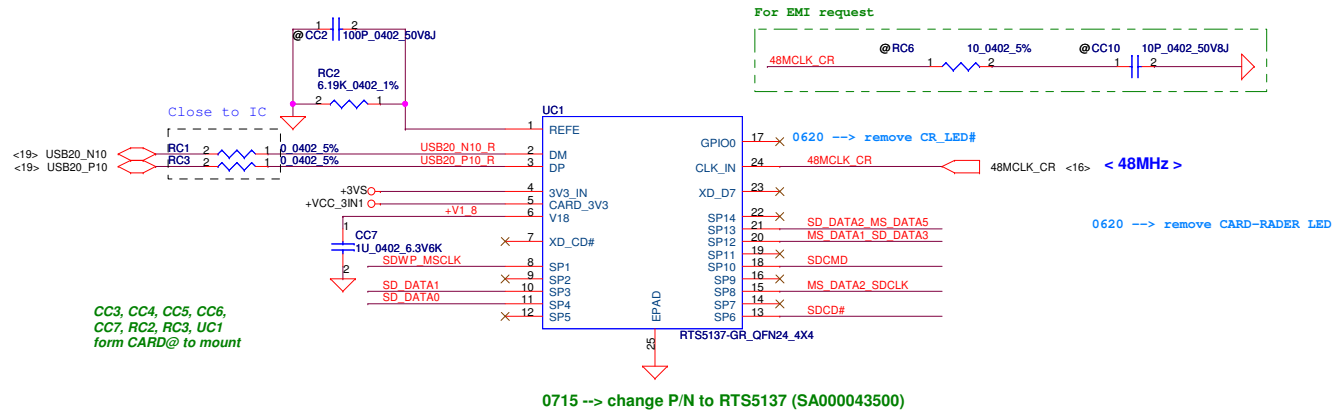 For EMI request
@CC2
1
2
100P_0402_50V8J
@RC6
10_0402_5%
@CC10
10P_0402_50V8J
48MCLK_CR
1
2
1
2
RC2
6.19K_0402_1%
2
1
Close to IC
UC1
1
REFE
GPIO0
17
0620 --> remove CR_LED#
<19> USB20_N10
RC1
2
1
0_0402_5%
USB20_N10_R
2
DM
<19> USB20_P10
RC3
2
1
0_0402_5%
USB20_P10_R
3
DP
CLK_IN
24
48MCLK_CR
48MCLK_CR <16>
< 48MHz >
+3VS
4
3V3_IN
XD_D7
23
+VCC_3IN1
5
CARD_3V3
+V1_8
6
V18
SP14
22
SP13
21
SD_DATA2_MS_DATA5
0620 --> remove CARD-RADER LED
1
CC7
1U_0402_6.3V6K
2
7
XD_CD#
SP12
20
MS_DATA1_SD_DATA3
SP11
19
SDWP_MSCLK
8
SP1
SP10
18
SDCMD
9
SP2
SP9
16
SD_DATA1
10
SP3
SP8
15
MS_DATA2_SDCLK
SD_DATA0
11
SP4
SP7
14
12
SP5
SP6
13
SDCD#
EPAD
25
RTS5137-GR_QFN24_4X4
CC3, CC4, CC5, CC6,
CC7, RC2, RC3, UC1
form CARD@ to mount
0715 --> change P/N to RTS5137 (SA000043500)